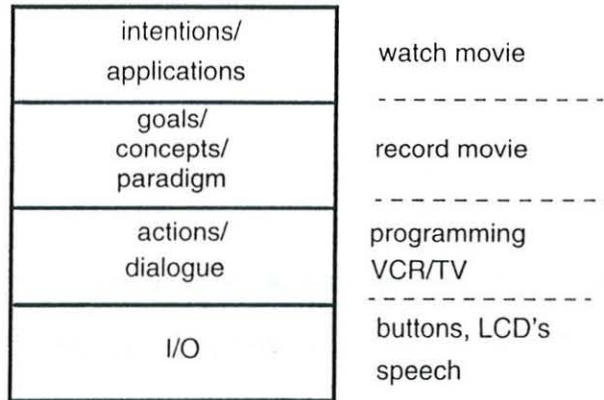 intentions/
applications
watch movie
goals/
concepts/
paradigm
record movie
actions/
dialogue
programming
VCR/TV
I/O
buttons, LCD's
speech